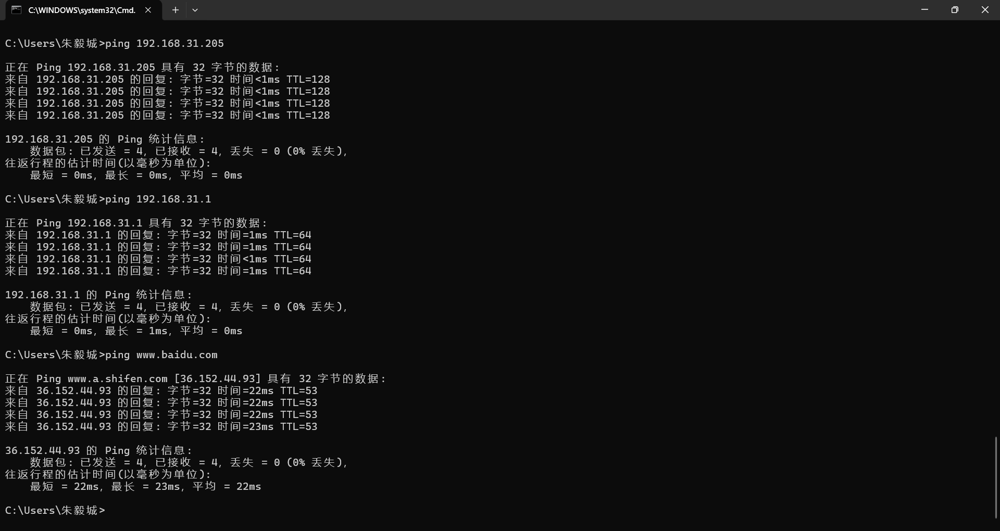 C:\WINDOWS\system32\Cmd.
C:\Users\朱毅城>ping 192.168.31.205
正在 Ping 192.168.31.205 具有 32 字节的数据:
来自 192.168.31.205 的回复: 字节=32 时间<1ms TTL=128
来自 192.168.31.205 的回复: 字节=32 时间<1ms TTL=128
来自 192.168.31.205 的回复: 字节=32 时间<1ms TTL=128
来自 192.168.31.205 的回复: 字节=32 时间<1ms TTL=128
192.168.31.205 的 Ping 统计信息:
数据包: 已发送 = 4, 已接收 = 4, 丢失 = 0 (0% 丢失),
往返行程的估计时间(以毫秒为单位):
最短 = 0ms, 最长 = 0ms, 平均 = 0ms
C:\Users\朱毅城>ping 192.168.31.1
正在 Ping 192.168.31.1 具有 32 字节的数据:
来自 192.168.31.1 的回复: 字节=32 时间=1ms TTL=64
来自 192.168.31.1 的回复: 字节=32 时间=1ms TTL=64
来自 192.168.31.1 的回复: 字节=32 时间<1ms TTL=64
来自 192.168.31.1 的回复: 字节=32 时间=1ms TTL=64
192.168.31.1 的 Ping 统计信息:
数据包: 已发送 = 4, 已接收 = 4, 丢失 = 0 (0% 丢失),
往返行程的估计时间(以毫秒为单位):
最短 = 0ms, 最长 = 1ms, 平均 = 0ms
C:\Users\朱毅城>ping www.baidu.com
正在 Ping www.a.shifen.com [36.152.44.93] 具有 32 字节的数据:
来自 36.152.44.93 的回复: 字节=32 时间=22ms TTL=53
来自 36.152.44.93 的回复: 字节=32 时间=22ms TTL=53
来自 36.152.44.93 的回复: 字节=32 时间=22ms TTL=53
来自 36.152.44.93 的回复: 字节=32 时间=23ms TTL=53
36.152.44.93 的 Ping 统计信息:
数据包: 已发送 = 4, 已接收 = 4, 丢失 = 0 (0% 丢失),
往返行程的估计时间(以毫秒为单位):
最短 = 22ms, 最长 = 23ms, 平均 = 22ms
C:\Users\朱毅城>